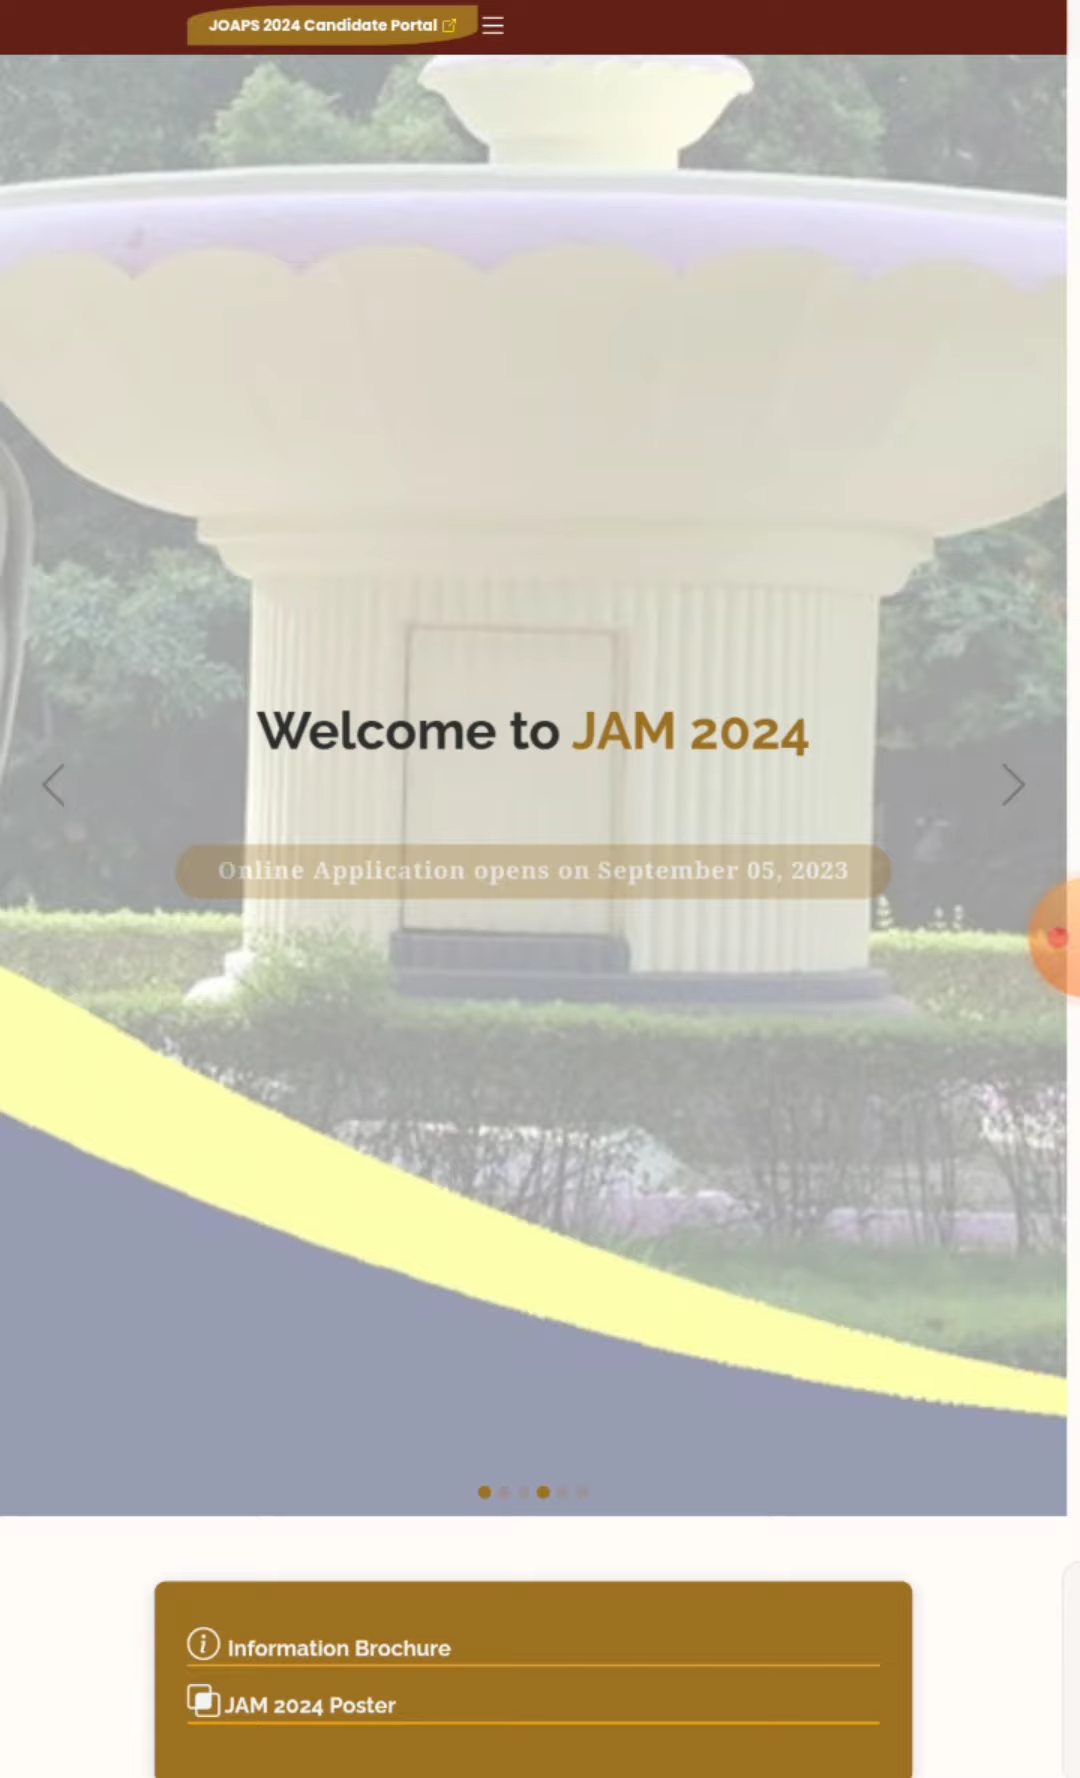 JOAPS 2024 Candidate Portal
Welcome to JAM 2024
Online Application opens on September 05, 2023
Information Brochure
JAM 2024 Poster